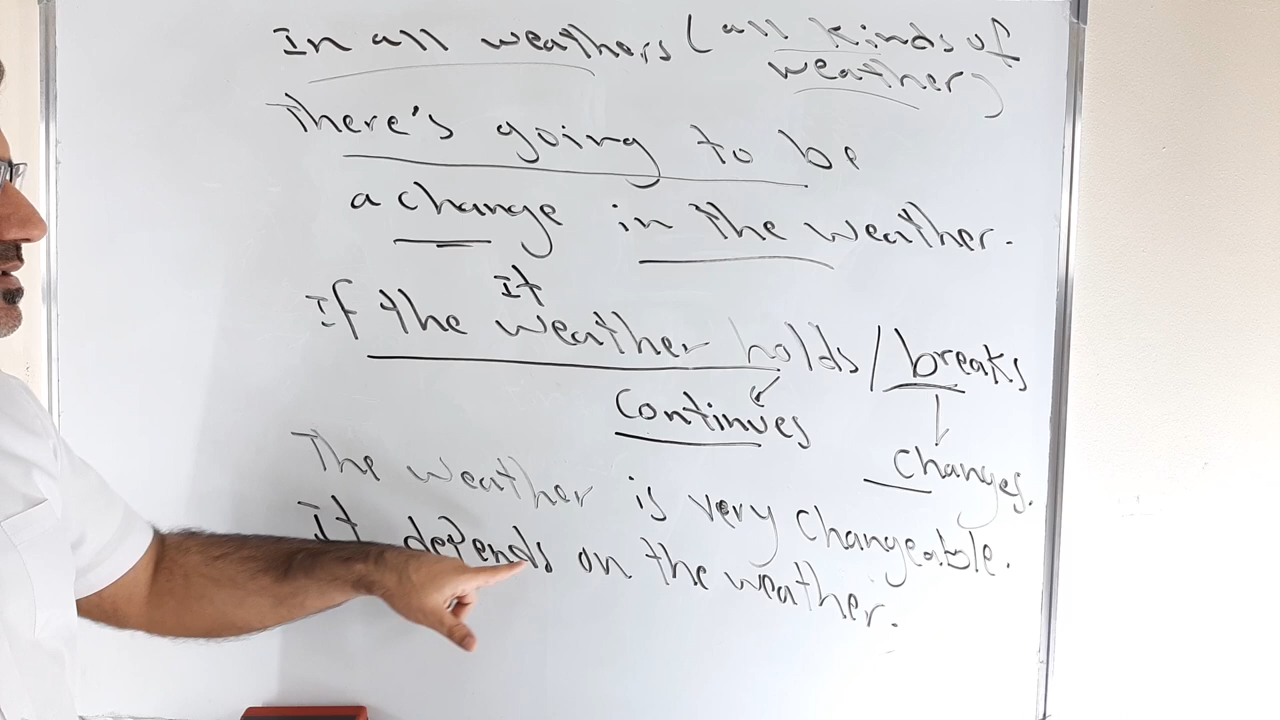 In all weathers (all kinds of
weather)
There's going to be
a change in the weather.
It
If the weather holds/breaks
continues
changes.
The weather is very changeable.
It depends on the weather.